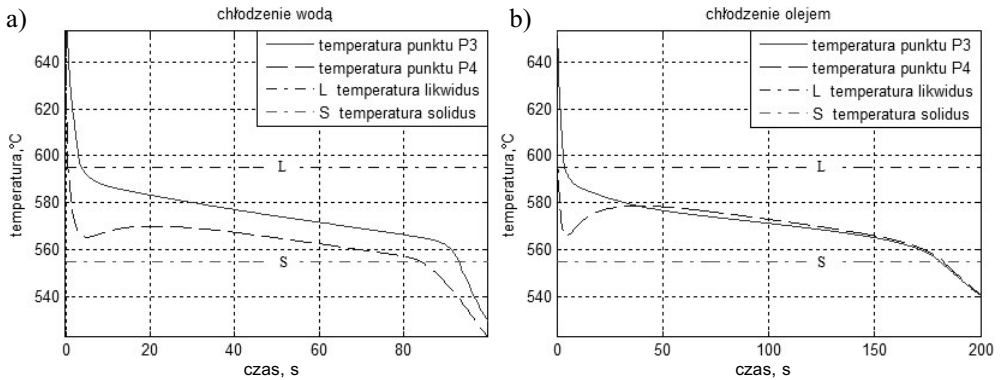 a)
chłodzenie wodą
temperatura punktu P3
temperatura punktu P4
L temperatura likwidus
S temperatura solidus
temperatura,°C
640
620
600
580
560
540
L
S
0 20 40 60 80
czas, s
b)
chłodzenie olejem
temperatura punktu P3
temperatura punktu P4
L temperatura likwidus
S temperatura solidus
temperatura,°C
640
620
600
580
560
540
L
S
0 50 100 150 200
czas, s